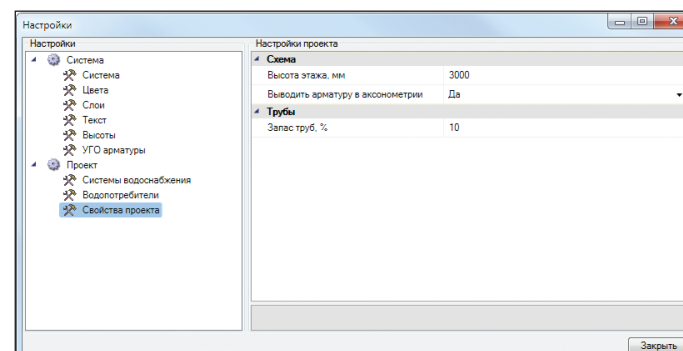 Настройки
Настройки
Система
Система
Цвета
Слои
Текст
Высоты
УГО арматуры
Проект
Системы водоснабжения
Водопотребители
Свойства проекта
Настройки проекта
Схема
Высота этажа, мм 3000
Выводить арматуру в аксонометрии Да
Трубы
Запас труб, % 10
Закрыть